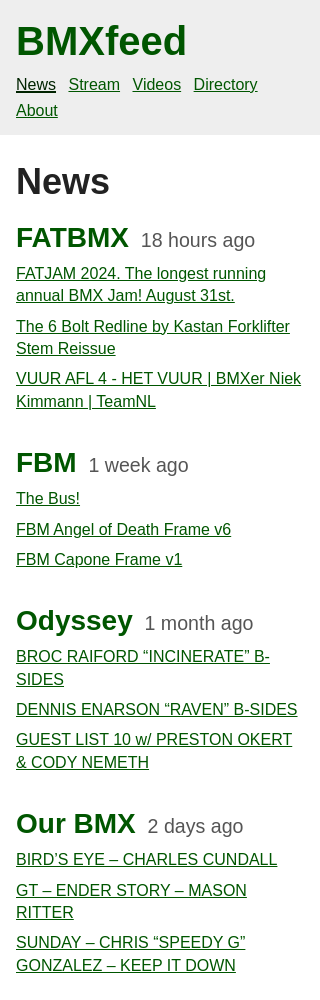 BMXfeed
News Stream Videos Directory
About
News
FATBMX 18 hours ago
FATJAM 2024. The longest running
annual BMX Jam! August 31st.
The 6 Bolt Redline by Kastan Forklifter
Stem Reissue
VUUR AFL 4 - HET VUUR | BMXer Niek
Kimmann | TeamNL
FBM 1 week ago
The Bus!
FBM Angel of Death Frame v6
FBM Capone Frame v1
Odyssey 1 month ago
BROC RAIFORD “INCINERATE” B-
SIDES
DENNIS ENARSON “RAVEN” B-SIDES
GUEST LIST 10 w/ PRESTON OKERT
& CODY NEMETH
Our BMX 2 days ago
BIRD’S EYE – CHARLES CUNDALL
GT – ENDER STORY – MASON
RITTER
SUNDAY – CHRIS “SPEEDY G”
GONZALEZ – KEEP IT DOWN